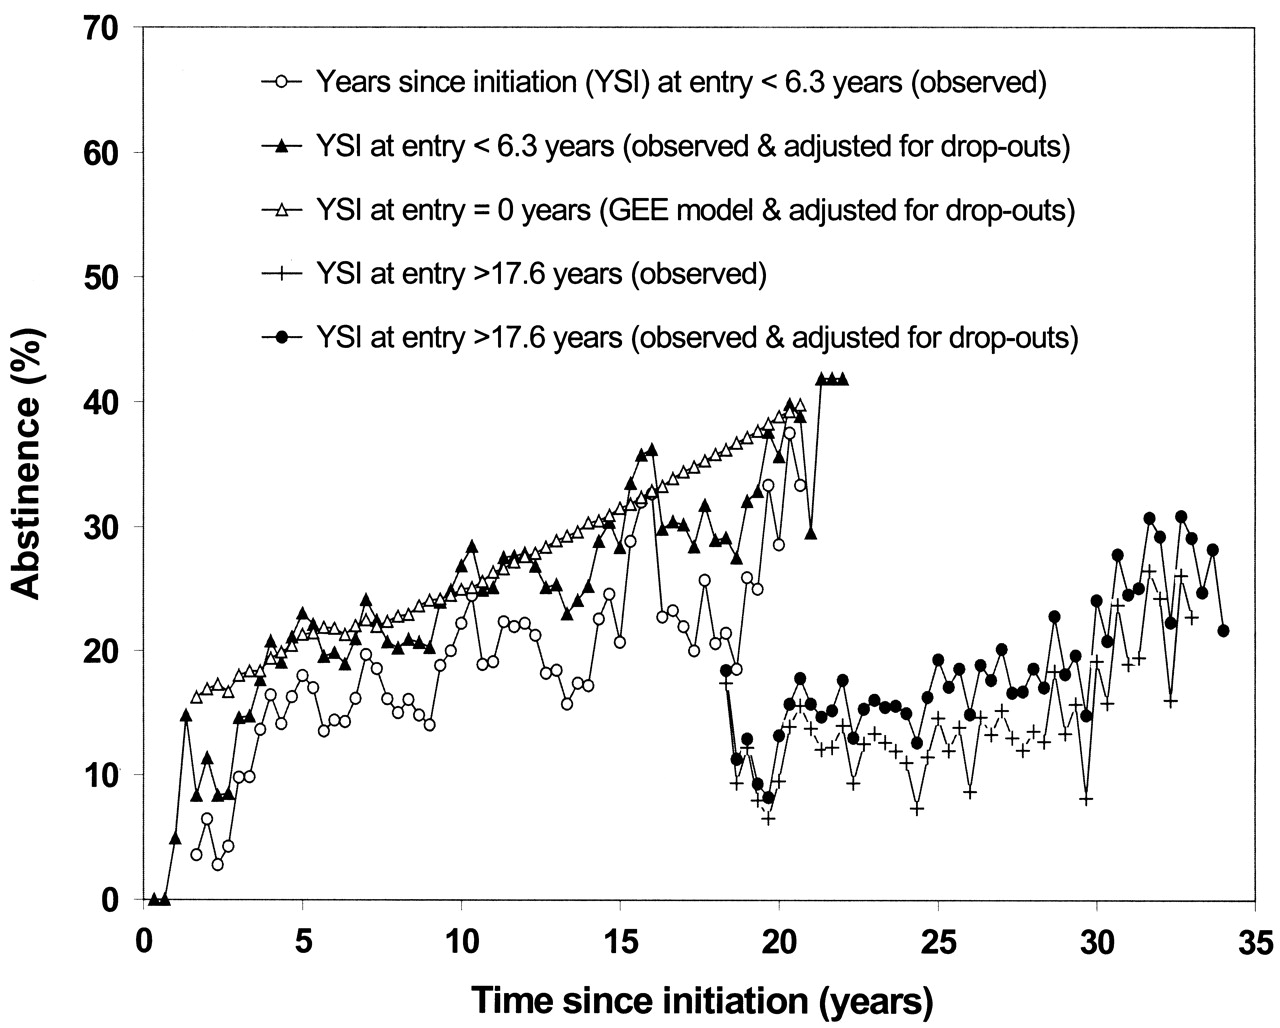 70
60
50
40
30
20
10
0
Abstinence (%)
Years since initiation (YSI) at entry < 6.3 years (observed)
YSI at entry < 6.3 years (observed & adjusted for drop-outs)
YSI at entry = 0 years (GEE model & adjusted for drop-outs)
YSI at entry >17.6 years (observed)
YSI at entry >17.6 years (observed & adjusted for drop-outs)
0 5 10 15 20 25 30 35
Time since initiation (years)